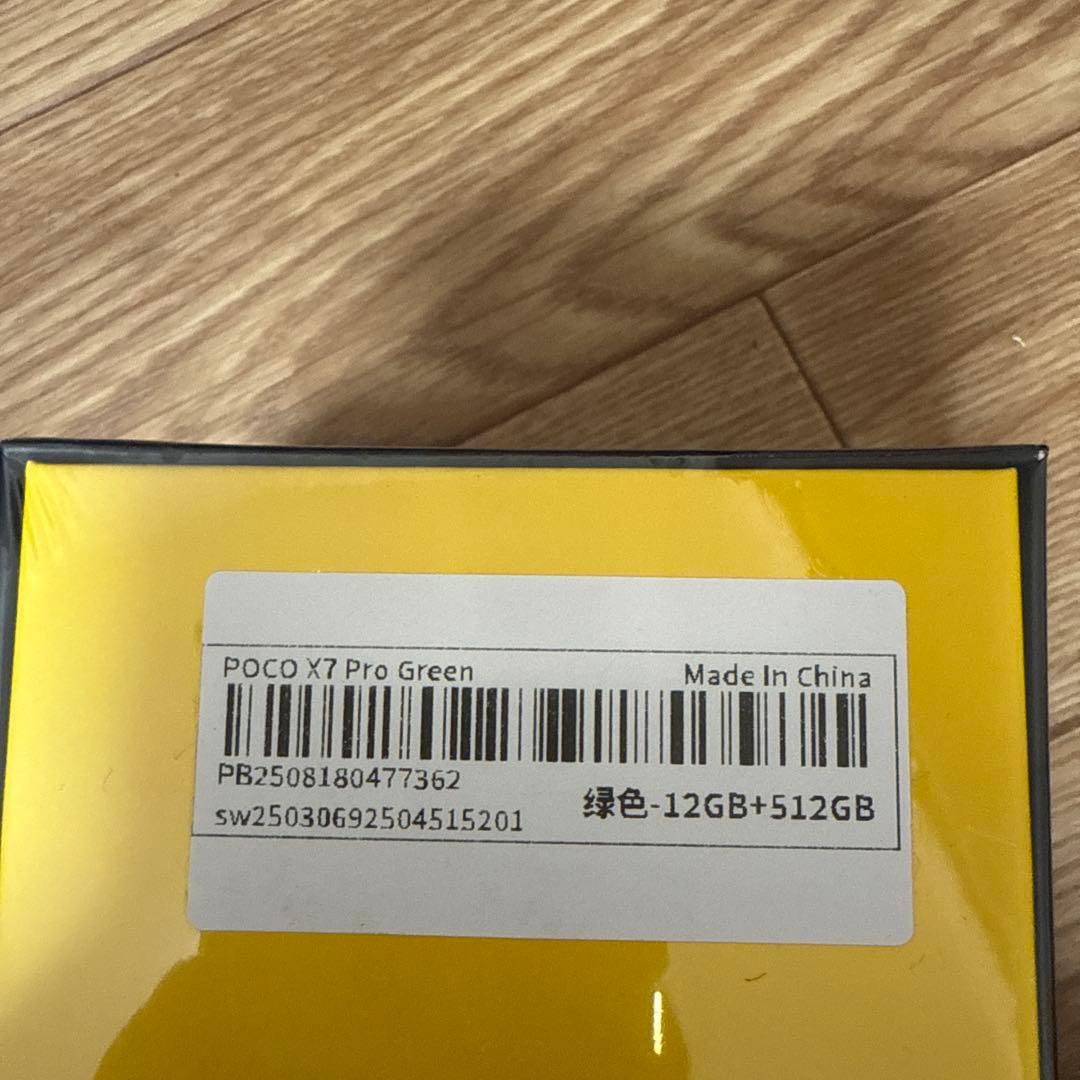 POCO X7 Pro Green
Made In China
PB2508180477362
sw25030692504515201
绿色-12GB+512GB